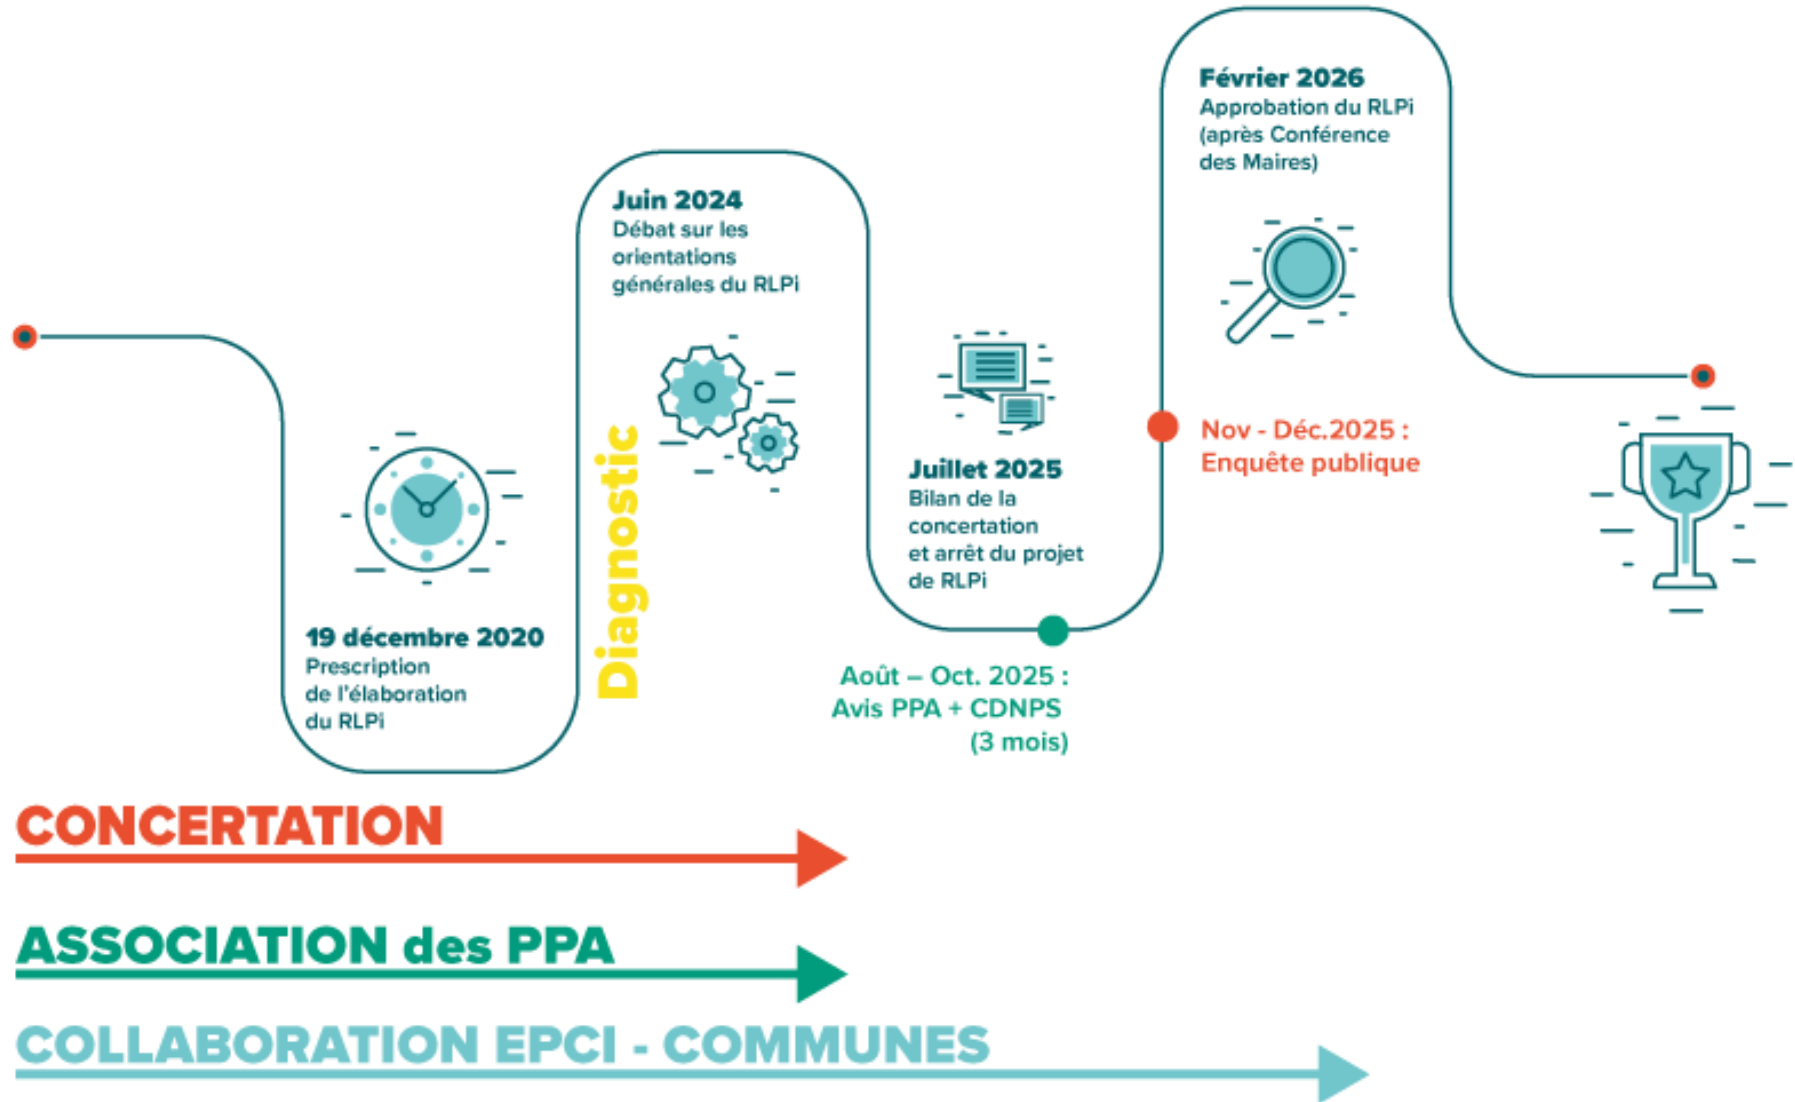 19 décembre 2020
Prescription
de l'élaboration
du RLPi
Diagnostic
Juin 2024
Débat sur les
orientations
générales du RLPi
Juillet 2025
Bilan de la
concertation
et arrêt du projet
de RLPi
Août – Oct. 2025 :
Avis PPA + CDNPS
(3 mois)
Nov - Déc.2025 :
Enquête publique
Février 2026
Approbation du RLPi
(après Conférence
des Maires)
CONCERTATION
ASSOCIATION des PPA
COLLABORATION EPCI - COMMUNES